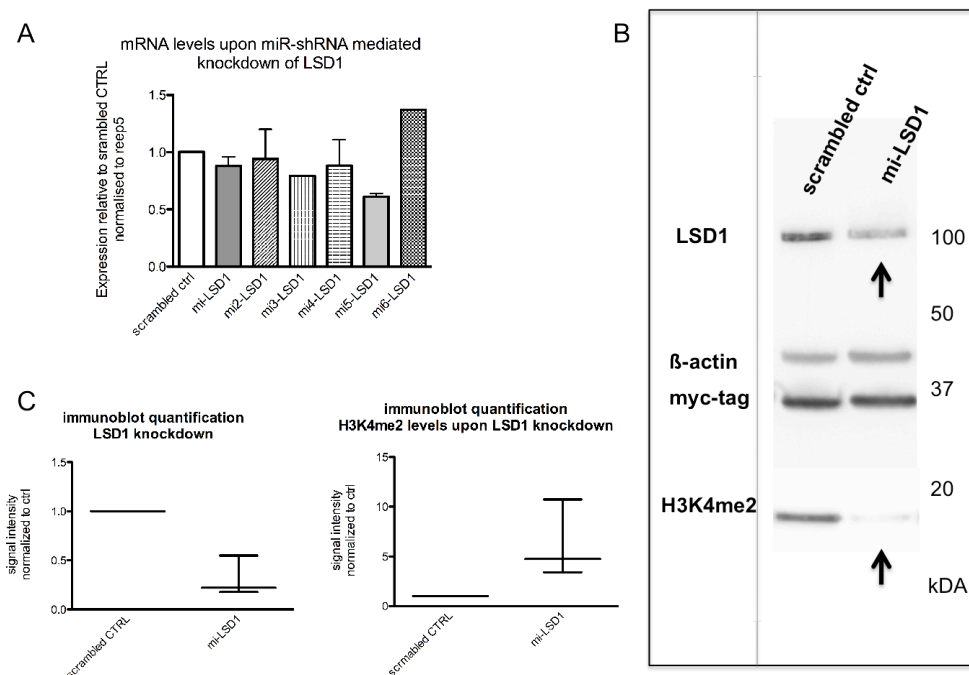 A
mRNA levels upon miR-shRNA mediated
knockdown of LSD1
Expression relative to srambled CTRL
normalised to reep5
1.5
1.0
0.5
0.0
scrambled ctrl
mi-LSD1
mi2-LSD1
mi3-LSD1
mi4-LSD1
mi5-LSD1
mi6-LSD1
B
scrambled ctrl
mi-LSD1
LSD1
100
50
ß-actin
37
myc-tag
20
H3K4me2
kDA
C
immunoblot quantification
LSD1 knockdown
signal intensity
normalized to ctrl
1.5
1.0
0.5
0.0
scrambled CTRL
mi-LSD1
immunoblot quantification
H3K4me2 levels upon LSD1 knockdown
signal intensity
normalized to ctrl
15
10
5
0
scrmabled CTRL
mi-LSD1